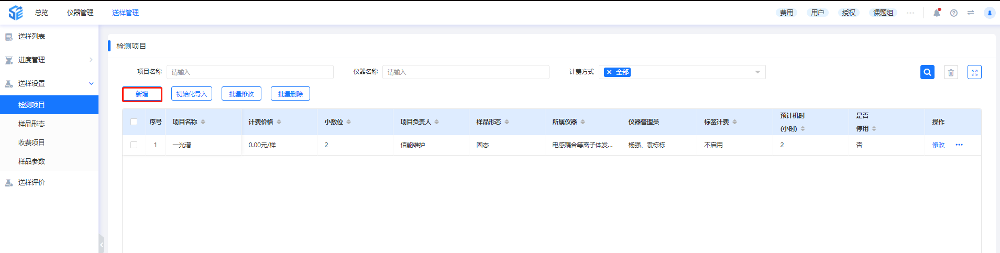 总览 仪器管理 送样管理 费用 用户 授权 课题组
送样列表
进度管理
送样设置
检测项目
样品形态
收费项目
样品参数
送样评价
检测项目
项目名称 请输入 仪器名称 请输入 计费方式 × 全部
新增 初始化导入 批量修改 批量删除
序号 项目名称 计费价格 小数位 项目负责人 样品形态 所属仪器 仪器管理员 标签计费 预计机时 是否 操作
(小时) 停用
1 一光谱 0.00元/样 2 佰能维护 固态 电感耦合等离子体发... 杨强、袁栋栋 不启用 2 否 修改 •••